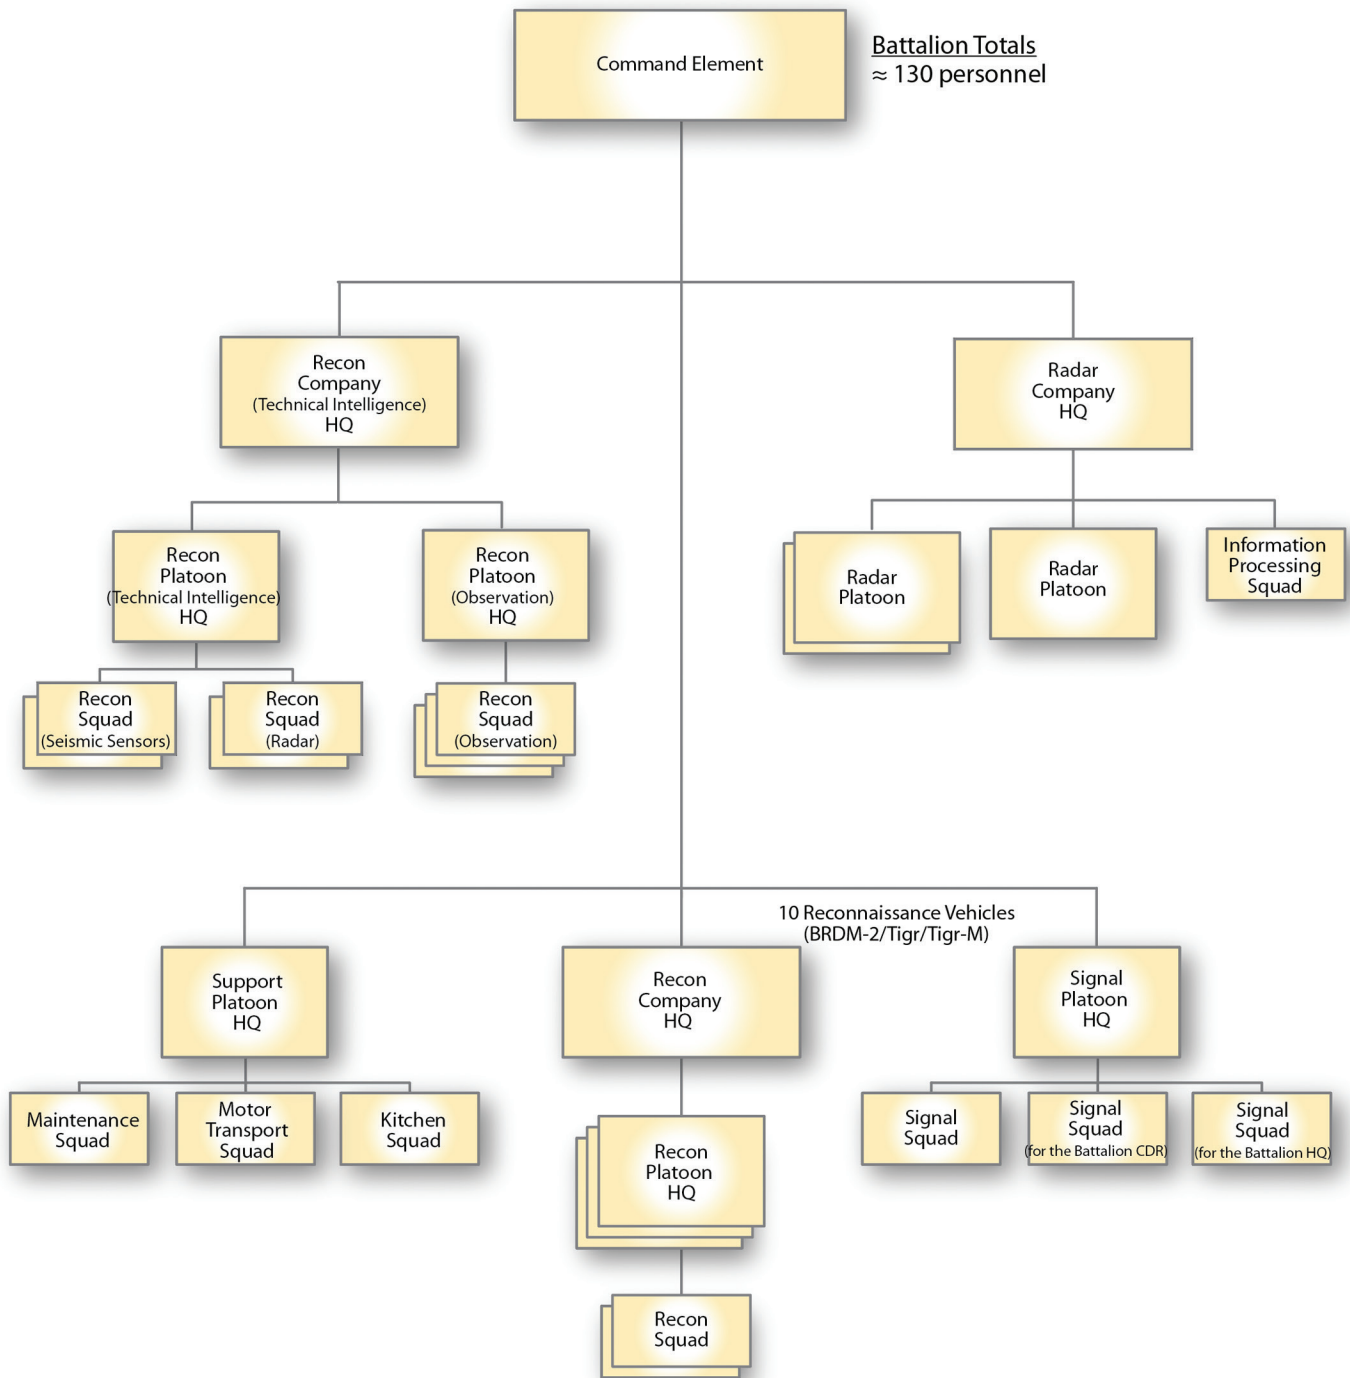 Command Element
Battalion Totals
≈ 130 personnel
Recon
Company
(Technical Intelligence)
HQ
Radar
Company
HQ
Recon
Platoon
(Technical Intelligence)
HQ
Recon
Platoon
(Observation)
HQ
Radar
Platoon
Radar
Platoon
Information
Processing
Squad
Recon
Squad
(Seismic Sensors)
Recon
Squad
(Radar)
Recon
Squad
(Observation)
10 Reconnaissance Vehicles
(BRDM-2/Tigr/Tigr-M)
Support
Platoon
HQ
Recon
Company
HQ
Signal
Platoon
HQ
Maintenance
Squad
Motor
Transport
Squad
Kitchen
Squad
Recon
Platoon
HQ
Signal
Squad
Signal
Squad
(for the Battalion CDR)
Signal
Squad
(for the Battalion HQ)
Recon
Squad